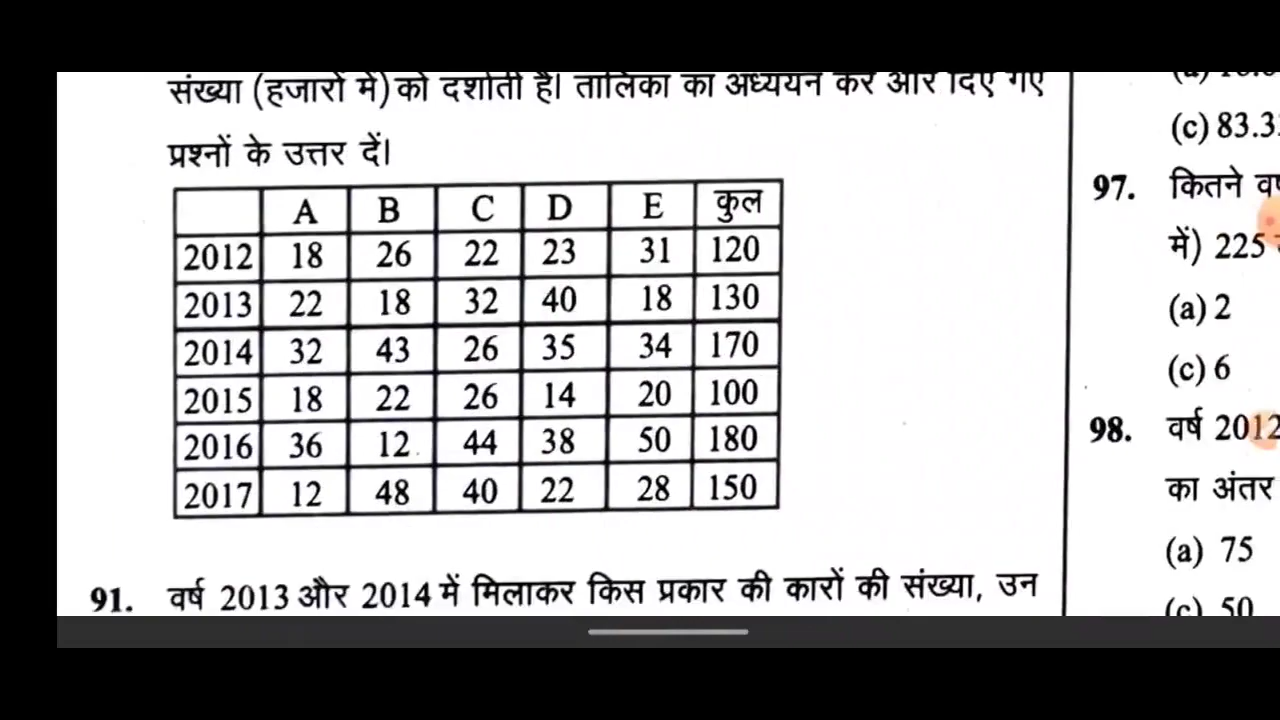 संख्या (हजारों में) को दर्शाती है। तालिका का अध्ययन करें और दिए गए
प्रश्नों के उत्तर दें।
A B C D E कुल
2012 18 26 22 23 31 120
2013 22 18 32 40 18 130
2014 32 43 26 35 34 170
2015 18 22 26 14 20 100
2016 36 12 44 38 50 180
2017 12 48 40 22 28 150
91. वर्ष 2013 और 2014 में मिलाकर किस प्रकार की कारों की संख्या, उन
(c) 83.3
97. कितने
में) 225
(a) 2
(c) 6
98. वर्ष 2012
का अंतर
(a) 75
(c) 50